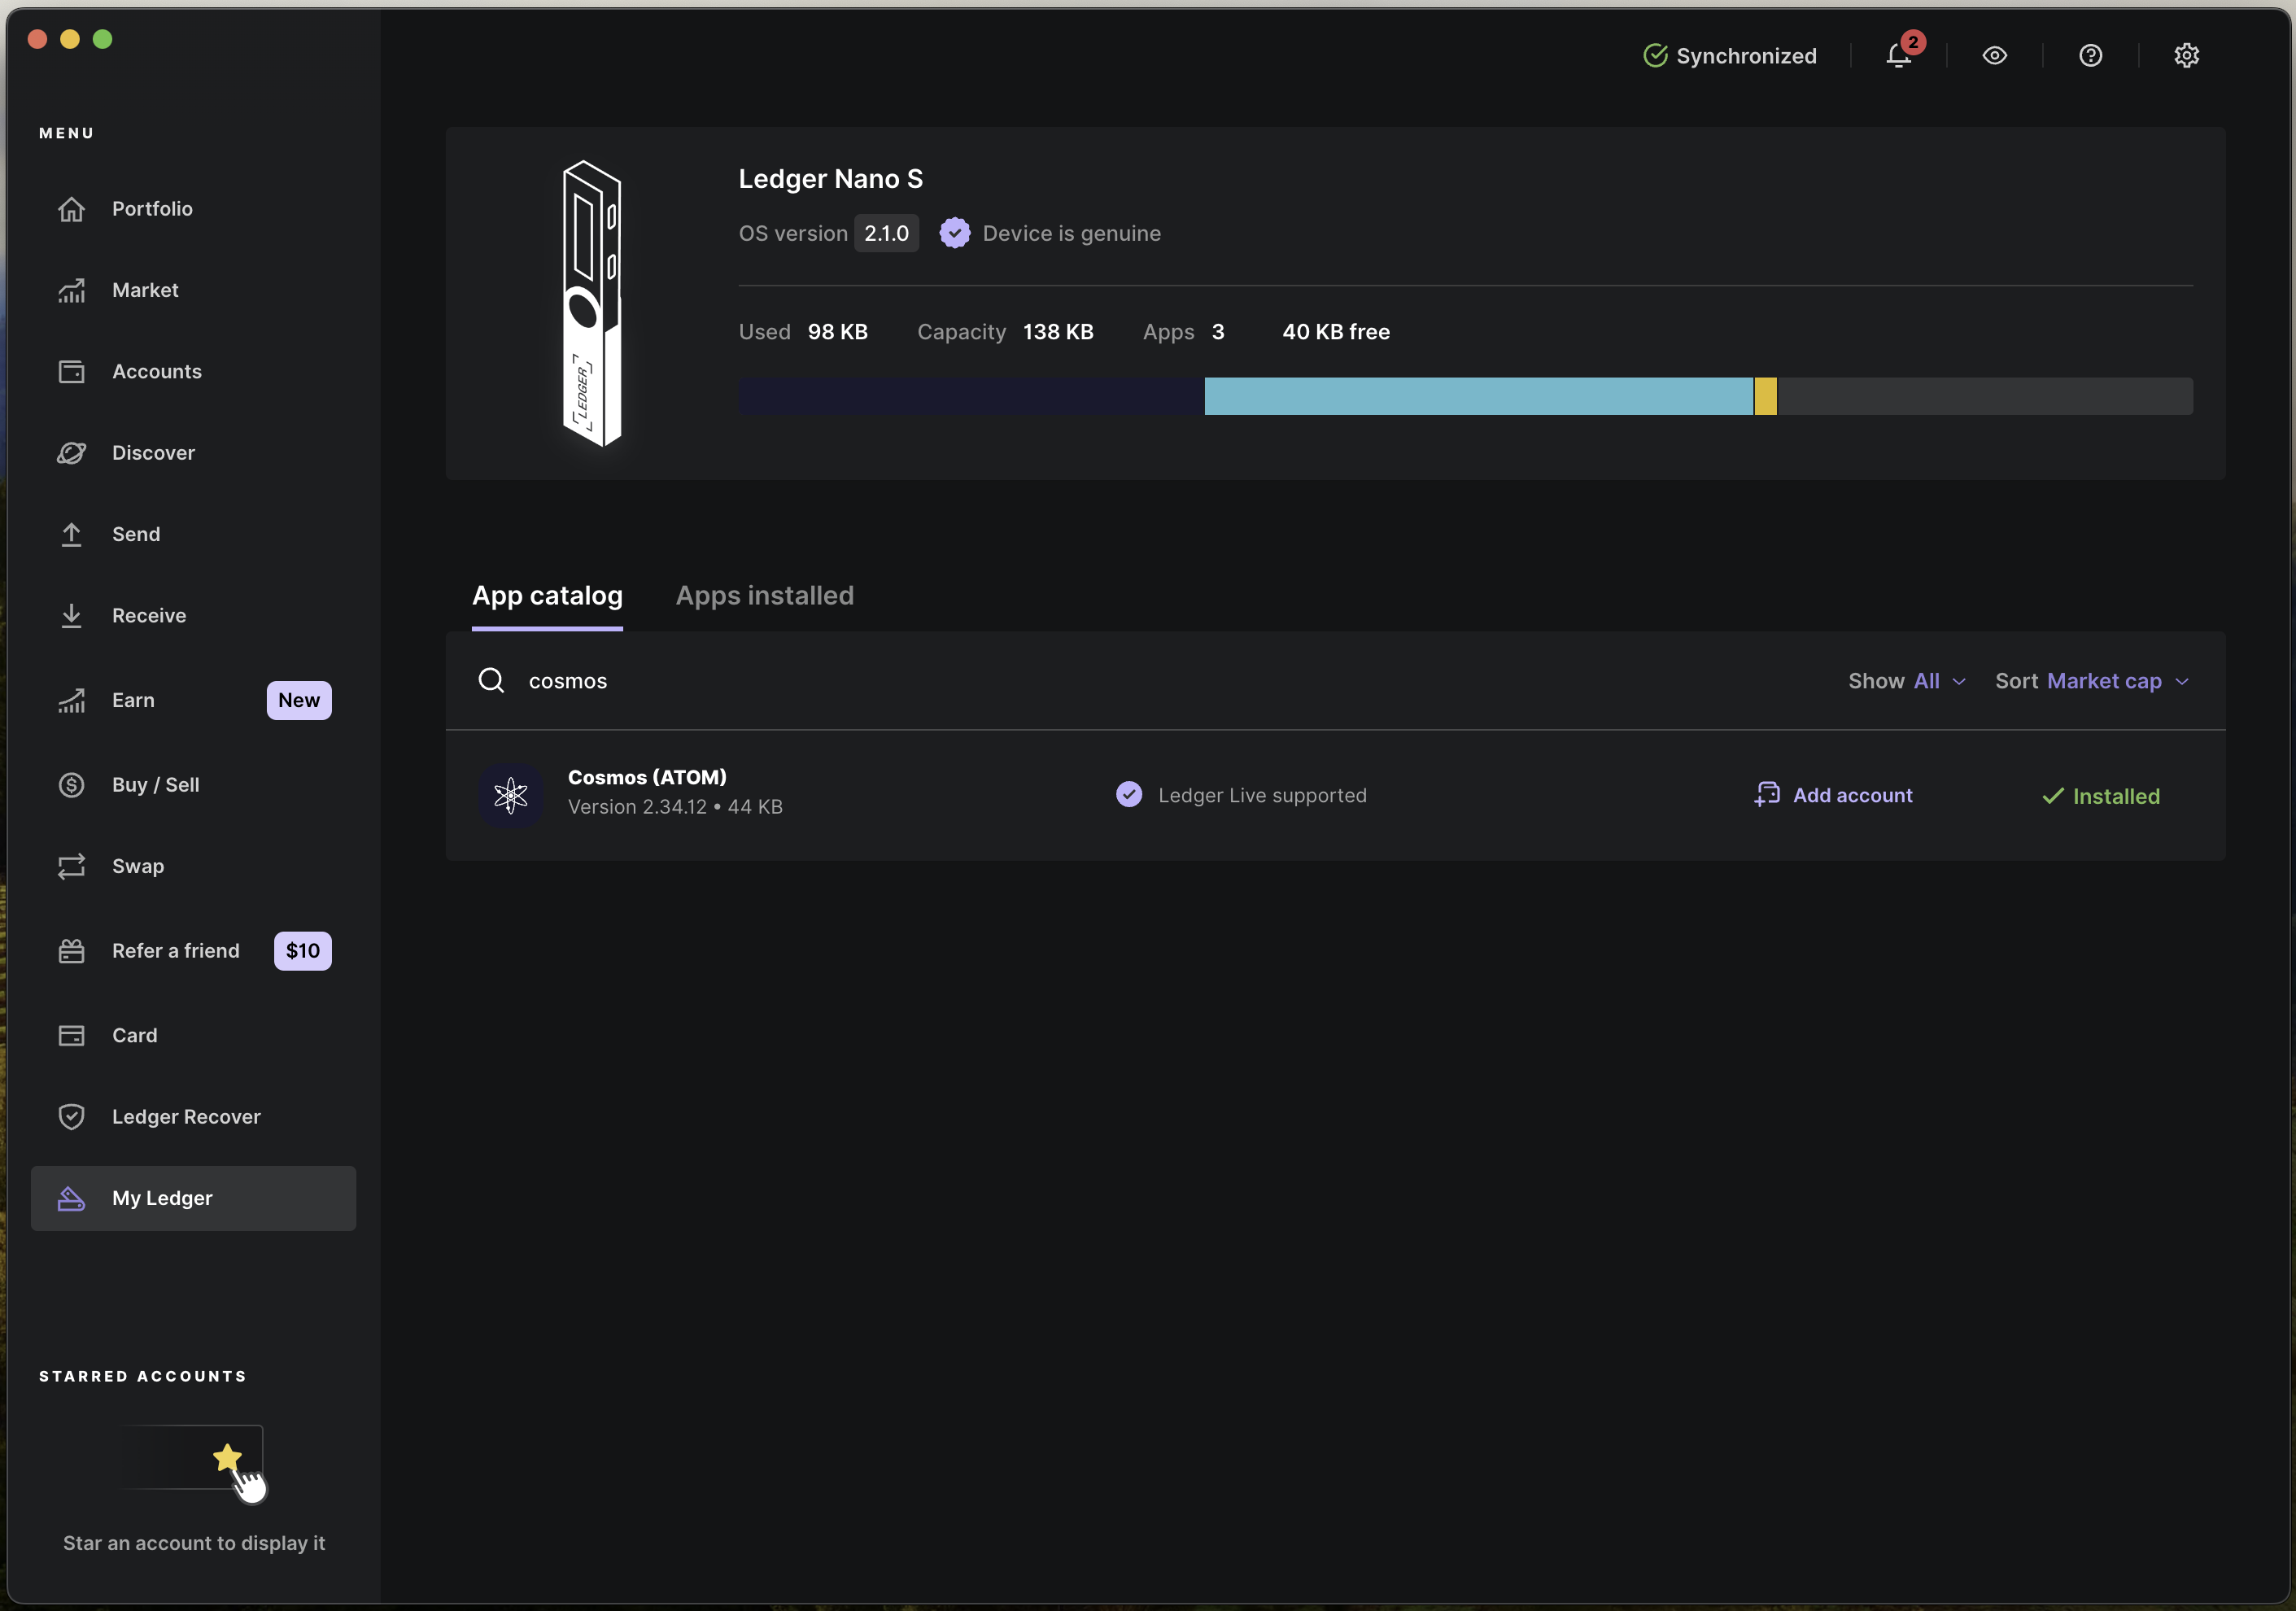 Synchronized
2
MENU
Portfolio
Market
Accounts
Discover
Send
Receive
Earn New
Buy / Sell
Swap
Refer a friend $10
Card
Ledger Recover
My Ledger
STARRED ACCOUNTS
Star an account to display it
LEDGER
Ledger Nano S
OS version 2.1.0 Device is genuine
Used 98 KB Capacity 138 KB Apps 3 40 KB free
App catalog Apps installed
cosmos Show All Sort Market cap
Cosmos (ATOM)
Version 2.34.12 • 44 KB
Ledger Live supported
Add account
Installed